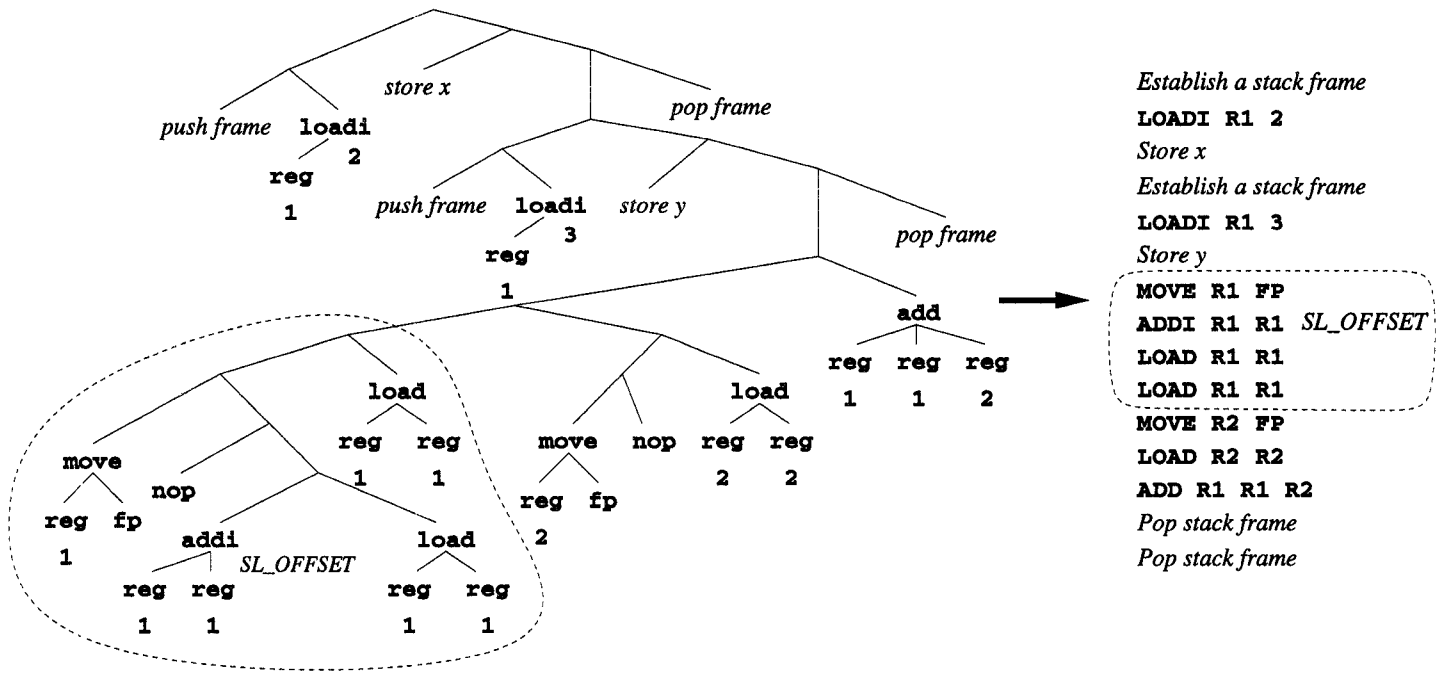 store x
pop frame
push frame loadi
2
reg
1
push frame loadi store y
3
reg
1
pop frame
add
reg reg reg
1 1 2
load
reg reg
1 1
move
reg fp
1
nop
addi SL_OFFSET
reg reg
1 1
load
reg reg
1 1
move nop
reg fp
2
load
reg reg
2 2
Establish a stack frame
LOADI R1 2
Store x
Establish a stack frame
LOADI R1 3
Store y
MOVE R1 FP
ADDI R1 R1 SL_OFFSET
LOAD R1 R1
LOAD R1 R1
MOVE R2 FP
LOAD R2 R2
ADD R1 R1 R2
Pop stack frame
Pop stack frame